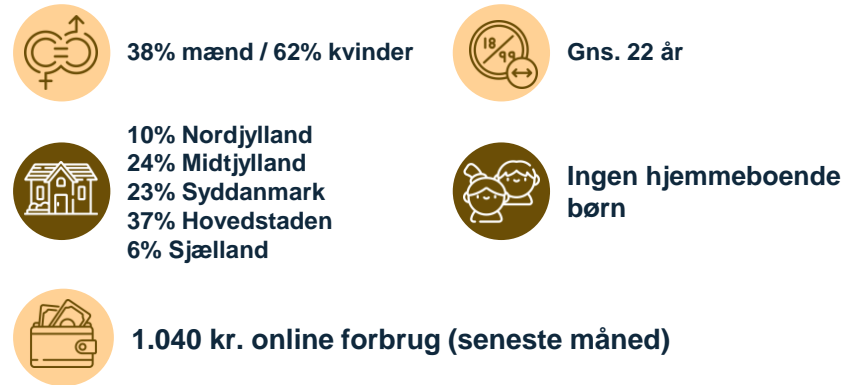 38% mænd / 62% kvinder
18
99
Gns. 22 år
10% Nordjylland
24% Midtjylland
23% Syddanmark
37% Hovedstaden
6% Sjælland
Ingen hjemmeboende
børn
1.040 kr. online forbrug (seneste måned)